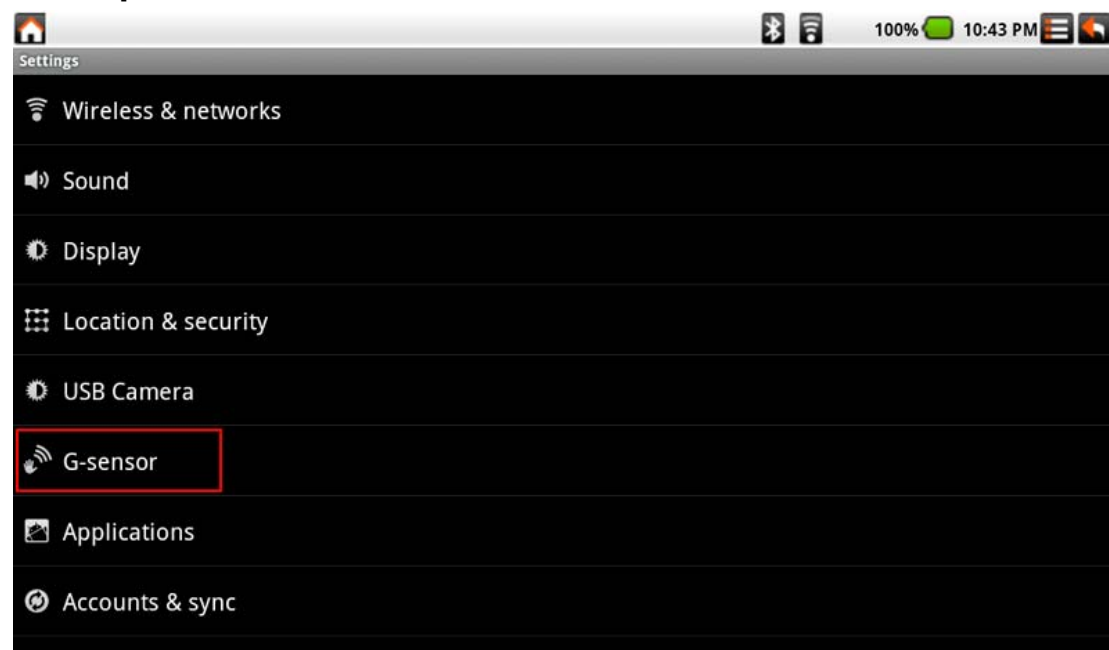 100% 10:43 PM
Settings
Wireless & networks
Sound
Display
Location & security
USB Camera
G-sensor
Applications
Accounts & sync